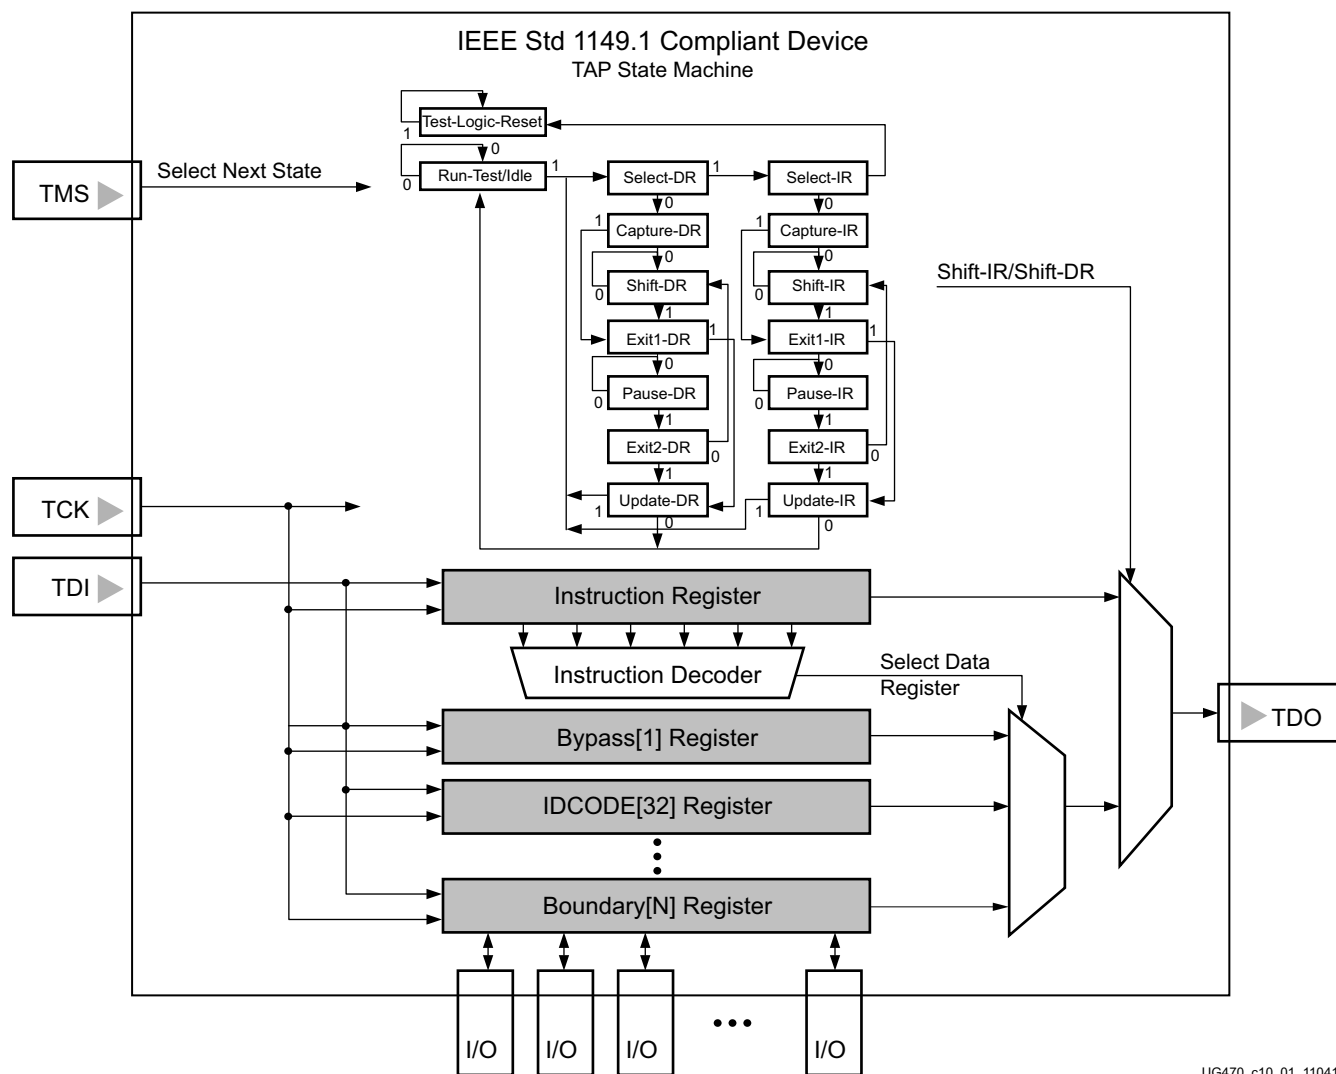 IEEE Std 1149.1 Compliant Device
TAP State Machine
Test-Logic-Reset
1
0
Run-Test/Idle
0
1
Select-DR
1
Select-IR
0
0
1
Capture-DR
1
Capture-IR
0
0
Shift-DR
0
Shift-IR
0
1
1
Exit1-DR
1
Exit1-IR
1
0
0
Pause-DR
0
Pause-IR
0
1
1
Exit2-DR
0
Exit2-IR
0
1
1
Update-DR
1
0
Update-IR
1
0
TMS
Select Next State
Shift-IR/Shift-DR
TCK
TDI
Instruction Register
Instruction Decoder
Select Data
Register
Bypass[1] Register
TDO
IDCODE[32] Register
Boundary[N] Register
I/O
I/O
I/O
I/O
UG470_c10_01_11041